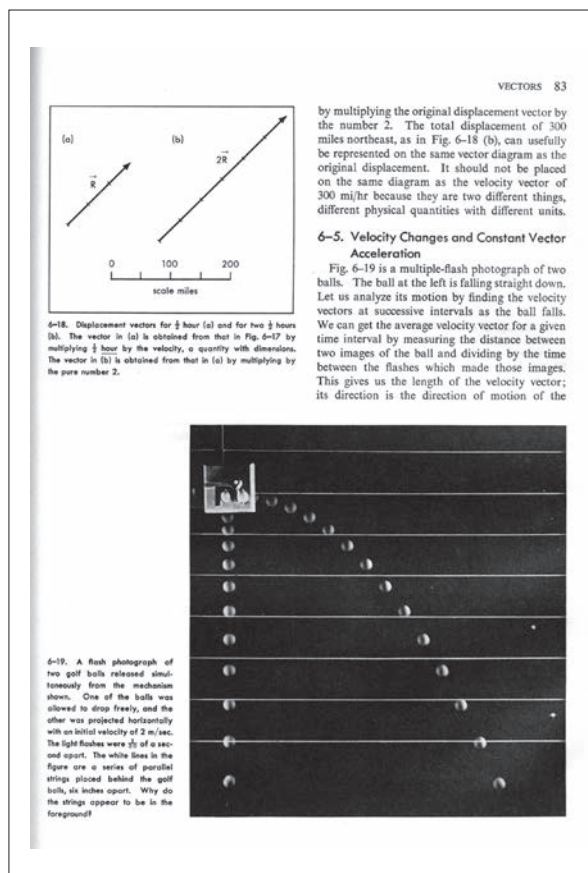 VECTORS 83
(a)
(b)
R
2R
0 100 200
scale miles
6–18. Displacement vectors for ½ hour (a) and for two ½ hours
(b). The vector in (a) is obtained from that in Fig. 6–17 by
multiplying ½ hour by the velocity, a quantity with dimensions.
The vector in (b) is obtained from that in (a) by multiplying by
the pure number 2.
by multiplying the original displacement vector by
the number 2. The total displacement of 300
miles northeast, as in Fig. 6–18 (b), can usefully
be represented on the same vector diagram as the
original displacement. It should not be placed
on the same diagram as the velocity vector of
300 mi/hr because they are two different things,
different physical quantities with different units.
6–5. Velocity Changes and Constant Vector
Acceleration
Fig. 6–19 is a multiple-flash photograph of two
balls. The ball at the left is falling straight down.
Let us analyze its motion by finding the velocity
vectors at successive intervals as the ball falls.
We can get the average velocity vector for a given
time interval by measuring the distance between
two images of the ball and dividing by the time
between the flashes which made those images.
This gives us the length of the velocity vector;
its direction is the direction of motion of the
6–19. A flash photograph of
two golf balls released simul-
taneously from the mechanism
shown. One of the balls was
allowed to drop freely, and the
other was projected horizontally
with an initial velocity of 2 m/sec.
The light flashes were of a sec-
ond apart. The white lines in the
figure are a series of parallel
strings placed behind the golf
balls, six inches apart. Why do
the strings appear to be in the
foreground?